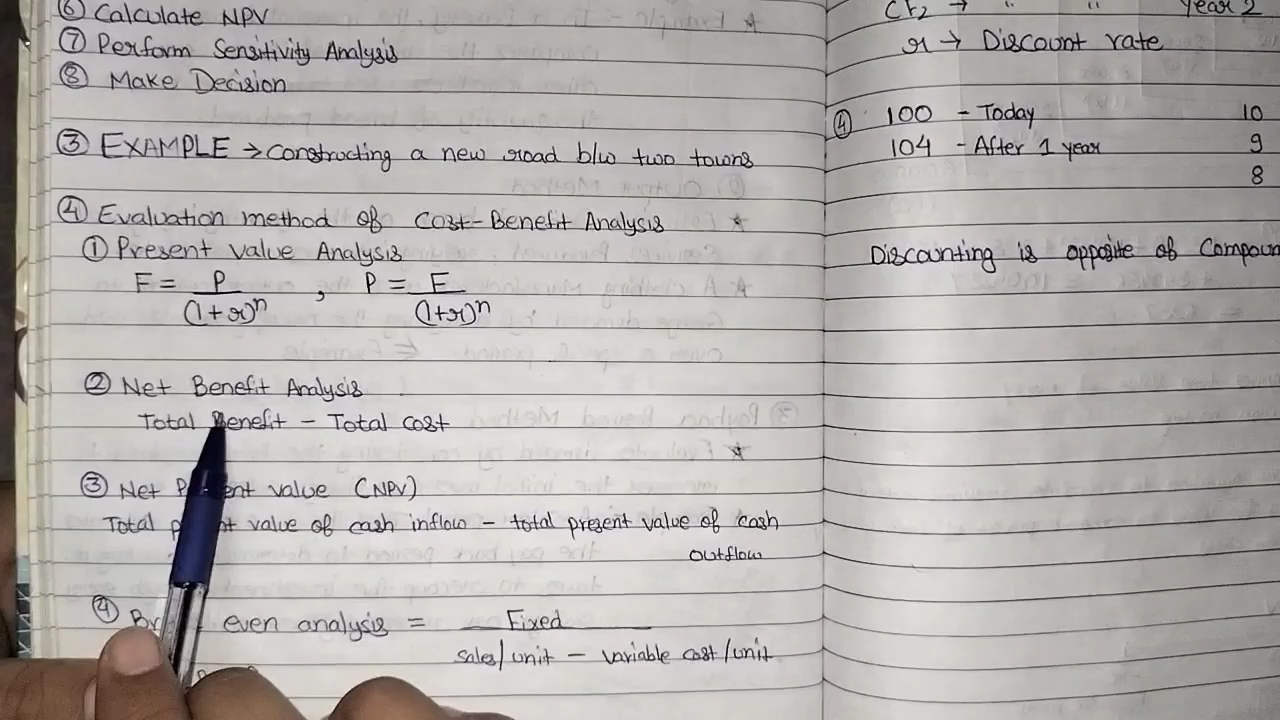 ⑥ Calculate NPV
⑦ Perform Sensitivity Analysis
⑧ Make Decision
③ EXAMPLE → Constructing a new road b/w two towns
④ Evaluation method of Cost-Benefit Analysis
① Present Value Analysis
F = P/(1+r)^n , P = F/(1+r)^n
② Net Benefit Analysis
Total Benefit - Total cost
③ Net value (NPV)
Total value of cash inflow - total present value of cash
outflow
④ even analysis = Fixed / sales/unit - variable cost/unit
CF2 → " " Year 2
r → Discount rate
④ 100 - Today 10
104 - After 1 year 9
8
Discounting is opposite of